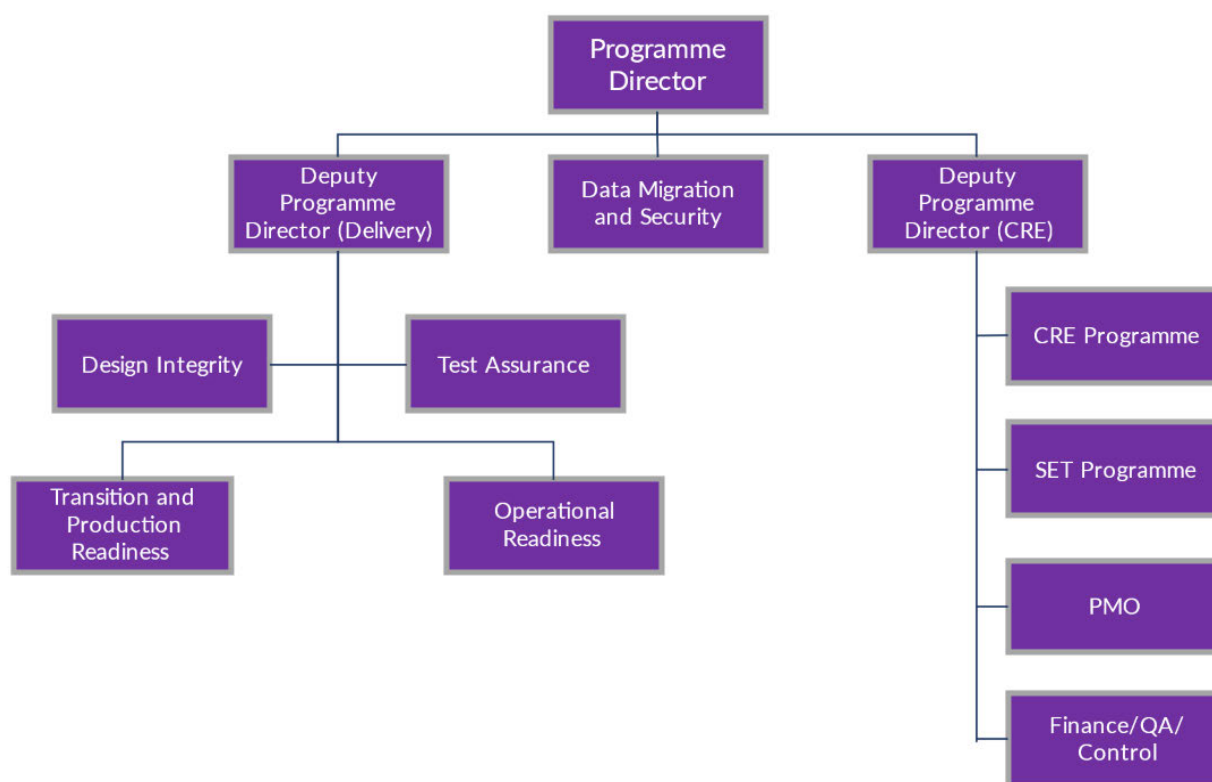 Programme
Director
Deputy
Programme
Director (Delivery)
Data Migration
and Security
Deputy
Programme
Director (CRE)
CRE Programme
Design Integrity
Test Assurance
SET Programme
Transition and
Production
Readiness
Operational
Readiness
PMO
Finance/QA/
Control